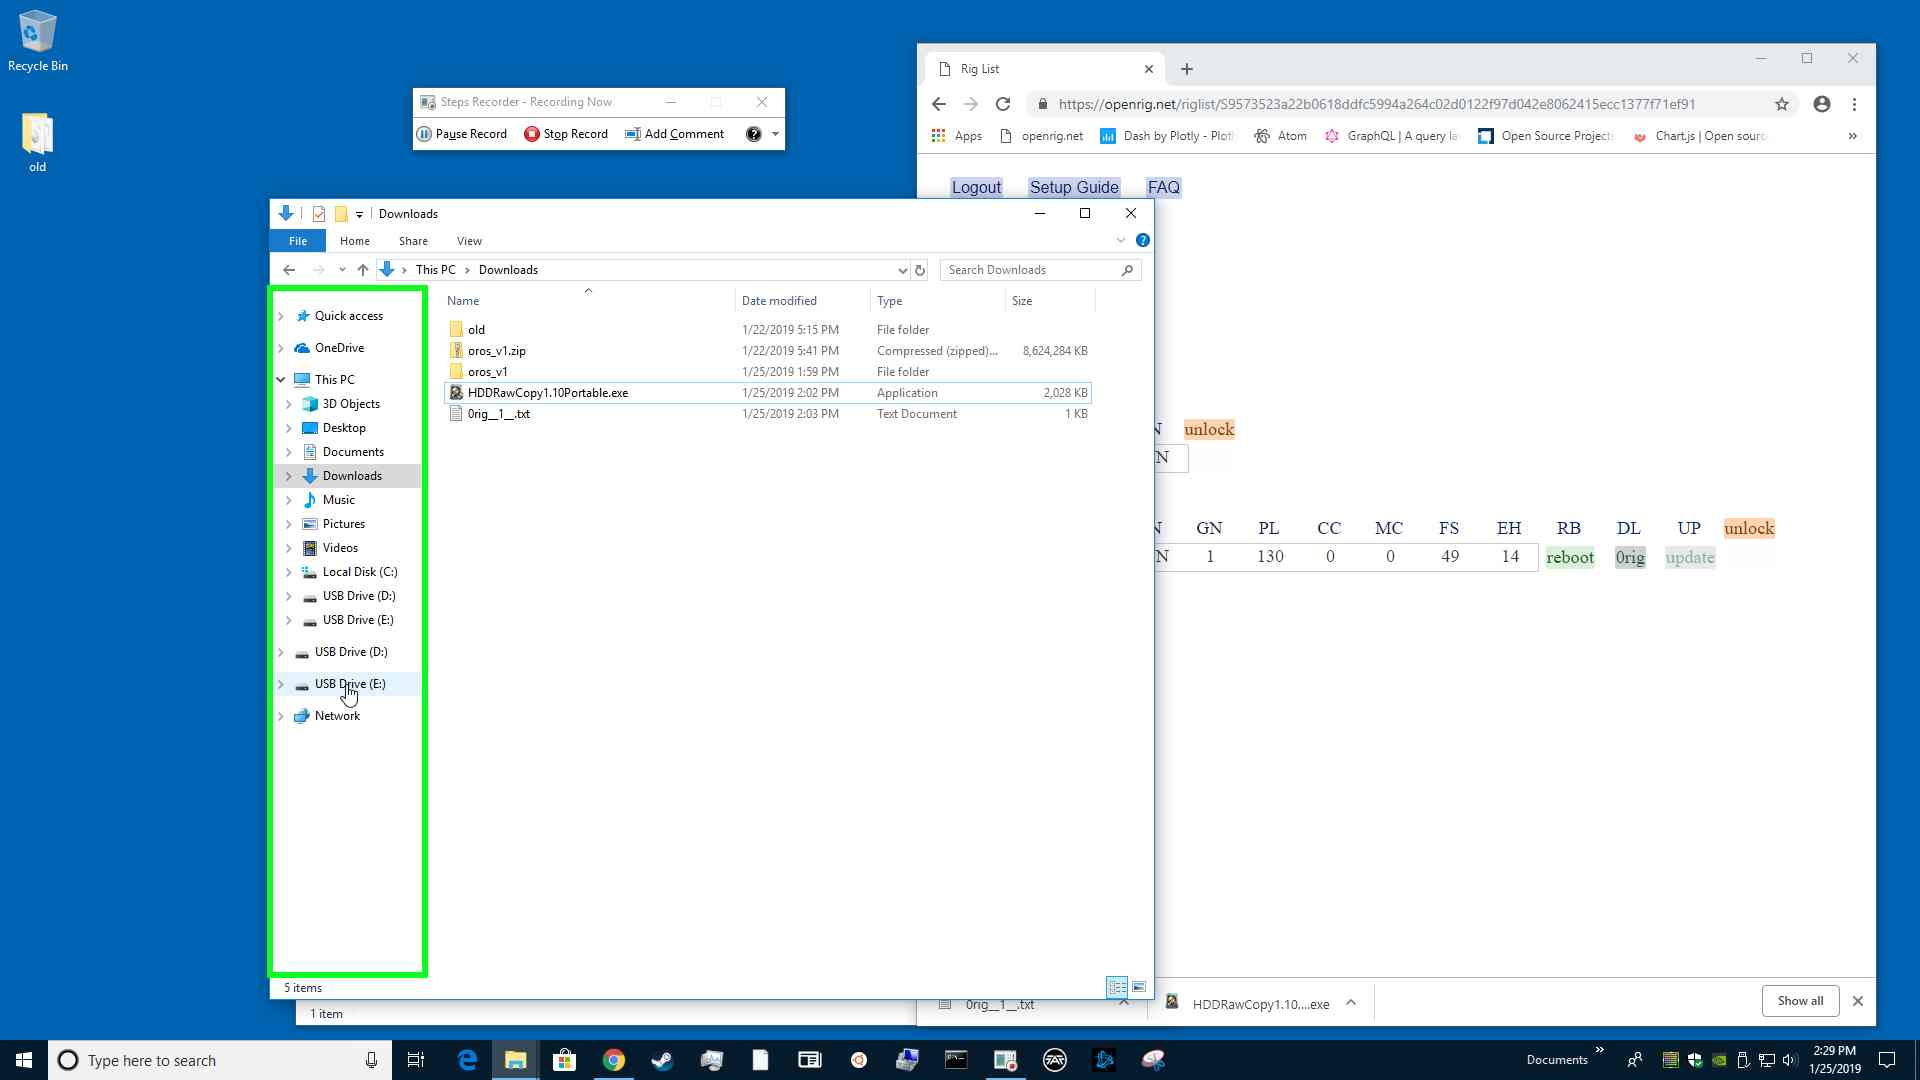 Recycle Bin
old
Steps Recorder - Recording Now
Pause Record
Stop Record
Add Comment
Rig List
https://openrig.net/riglist/S9573523a22b0618ddfc5994a264c02d0122f97d042e8062415ecc1377f71ef91
Apps openrig.net Dash by Plotly - Plotl Atom GraphQL | A query la Open Source Projects Chart.js | Open sourc
Logout Setup Guide FAQ
Downloads
File Home Share View
This PC Downloads
Search Downloads
Name Date modified Type Size
old 1/22/2019 5:15 PM File folder
oros_v1.zip 1/22/2019 5:41 PM Compressed (zipped)... 8,624,284 KB
oros_v1 1/25/2019 1:59 PM File folder
HDDRawCopy1.10Portable.exe 1/25/2019 2:02 PM Application 2,028 KB
0rig__1__.txt 1/25/2019 2:03 PM Text Document 1 KB
Quick access
OneDrive
This PC
3D Objects
Desktop
Documents
Downloads
Music
Pictures
Videos
Local Disk (C:)
USB Drive (D:)
USB Drive (E:)
USB Drive (D:)
USB Drive (E:)
Network
5 items
1 item
N unlock
N
N GN PL CC MC FS EH RB DL UP unlock
N 1 130 0 0 49 14 reboot 0rig update
0rig__1__.txt
HDDRawCopy1.10....exe
Show all
Type here to search
Documents
2:29 PM
1/25/2019